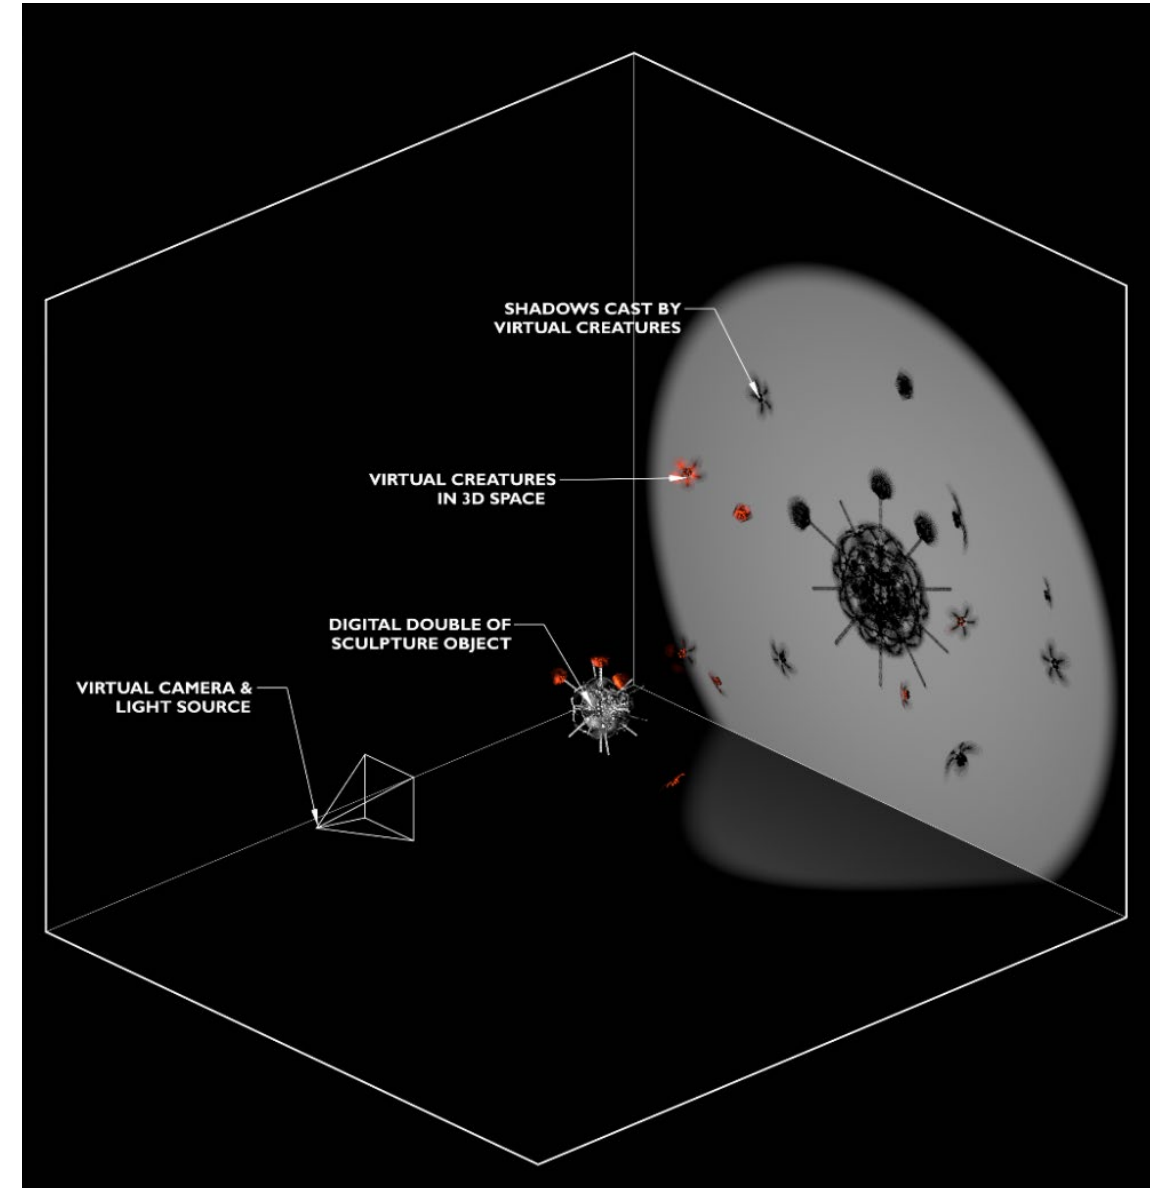 SHADOWS CAST BY
VIRTUAL CREATURES
VIRTUAL CREATURES
IN 3D SPACE
DIGITAL DOUBLE OF
SCULPTURE OBJECT
VIRTUAL CAMERA &
LIGHT SOURCE